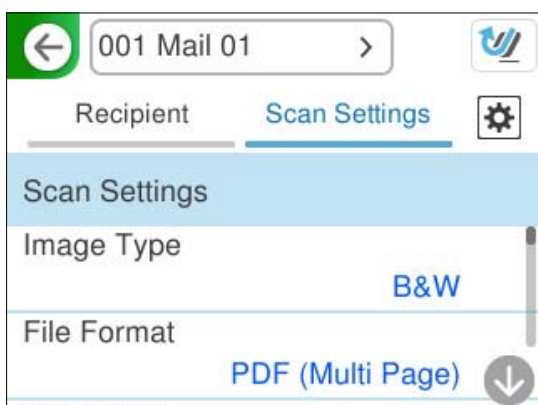 001 Mail 01
Recipient Scan Settings
Scan Settings
Image Type
B&W
File Format
PDF (Multi Page)